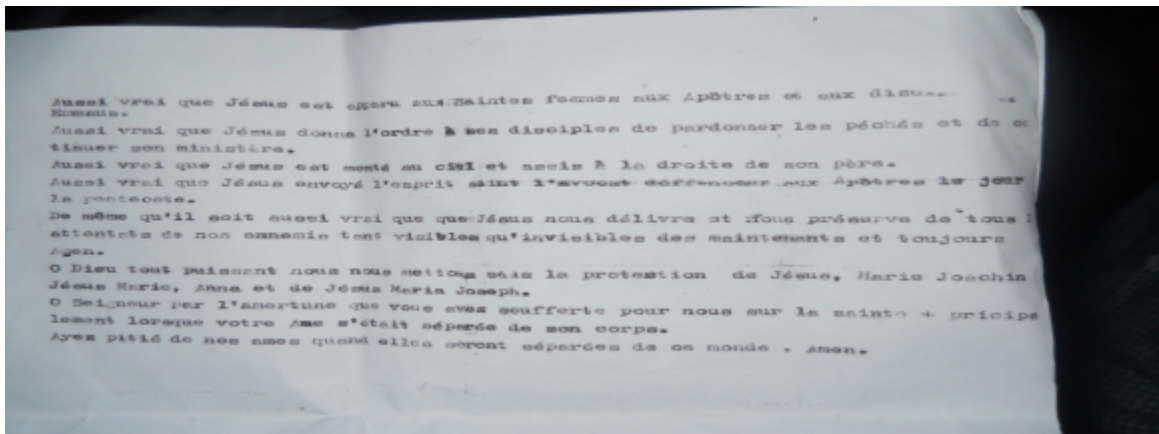 Aussi vrai que Jésus est apparu aux Saintes femmes aux Apôtres et aux
Emmaus.
Aussi vrai que Jésus donna l'ordre à ses disciples de pardonner les péchés et de co
tinuer son ministère.
Aussi vrai que Jésus est monté au ciel et assis à la droite de son père.
Aussi vrai que Jésus envoyé l'esprit saint l'avocat deffenseur aux Apôtres le jour
la pentecote.
De même qu'il soit aussi vrai que que Jésus nous délivre et nous préserve de tous l
attentats de nos ennemis tant visibles qu'invisibles des maintenants et toujours
Amen.
O Dieu tout puissant nous nous mettons sous la protection de Jésus, Marie Joachin
Jésus Marie, Anna et de Jésus Maria Joseph.
O Seigneur par l'amertune que vous avez soufferte pour nous sur la sainte + pricipa
lement lorsque votre Ame s'était séparée de son corps.
Ayez pitié de nos ames quand elles seront séparées de ce monde . Amen.